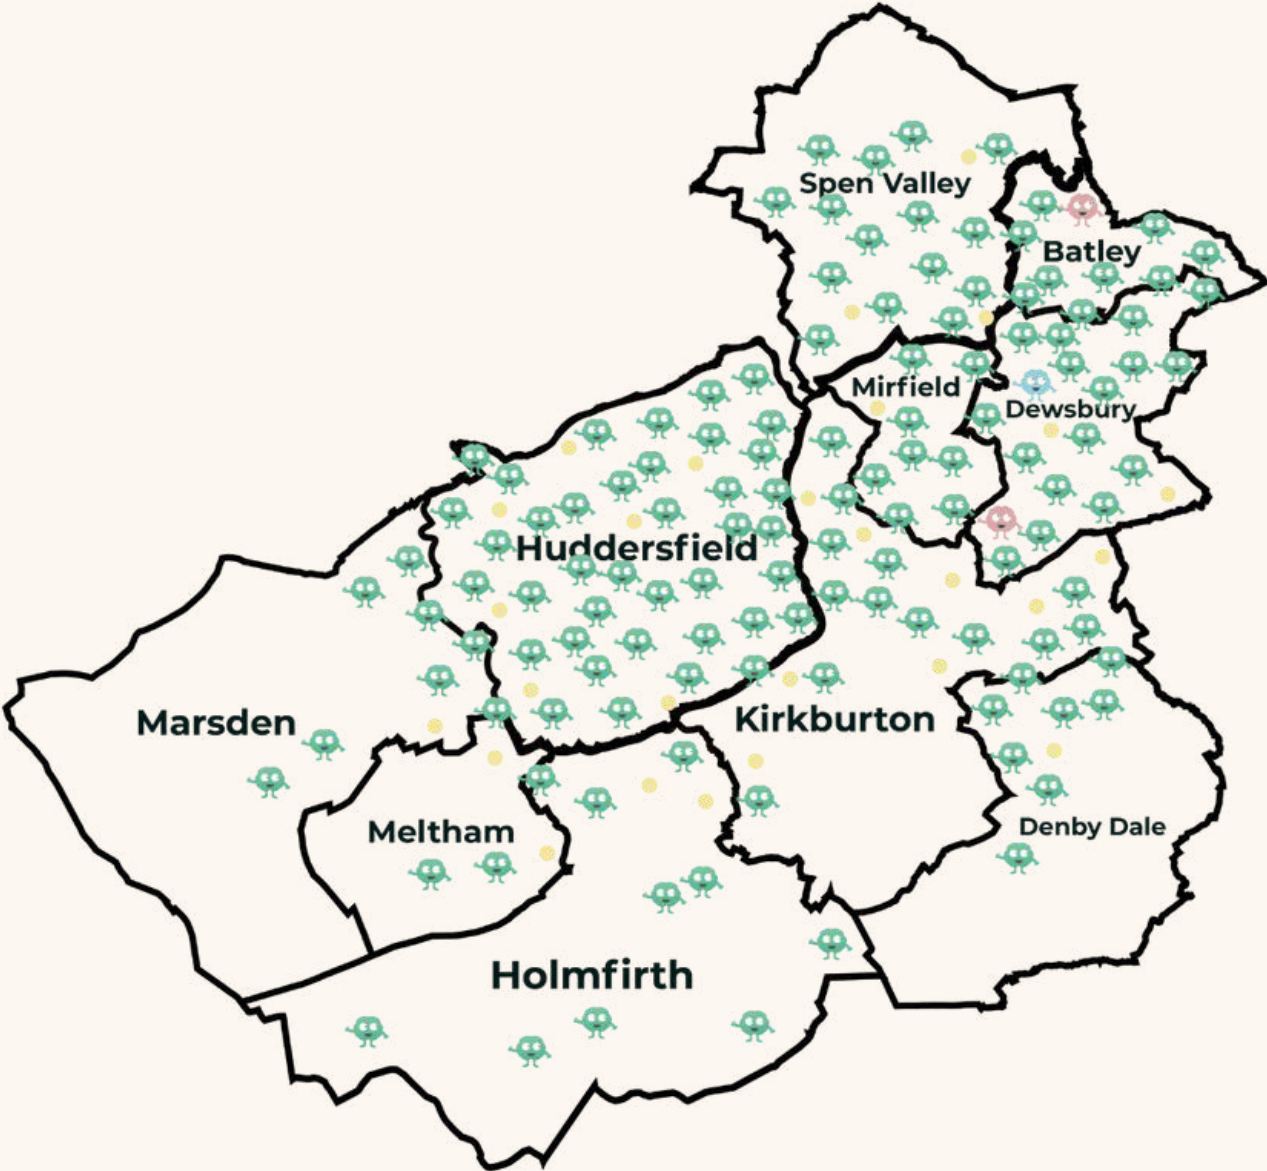 Spen Valley
Batley
Mirfield
Dewsbury
Huddersfield
Marsden
Kirkburton
Meltham
Denby Dale
Holmfirth